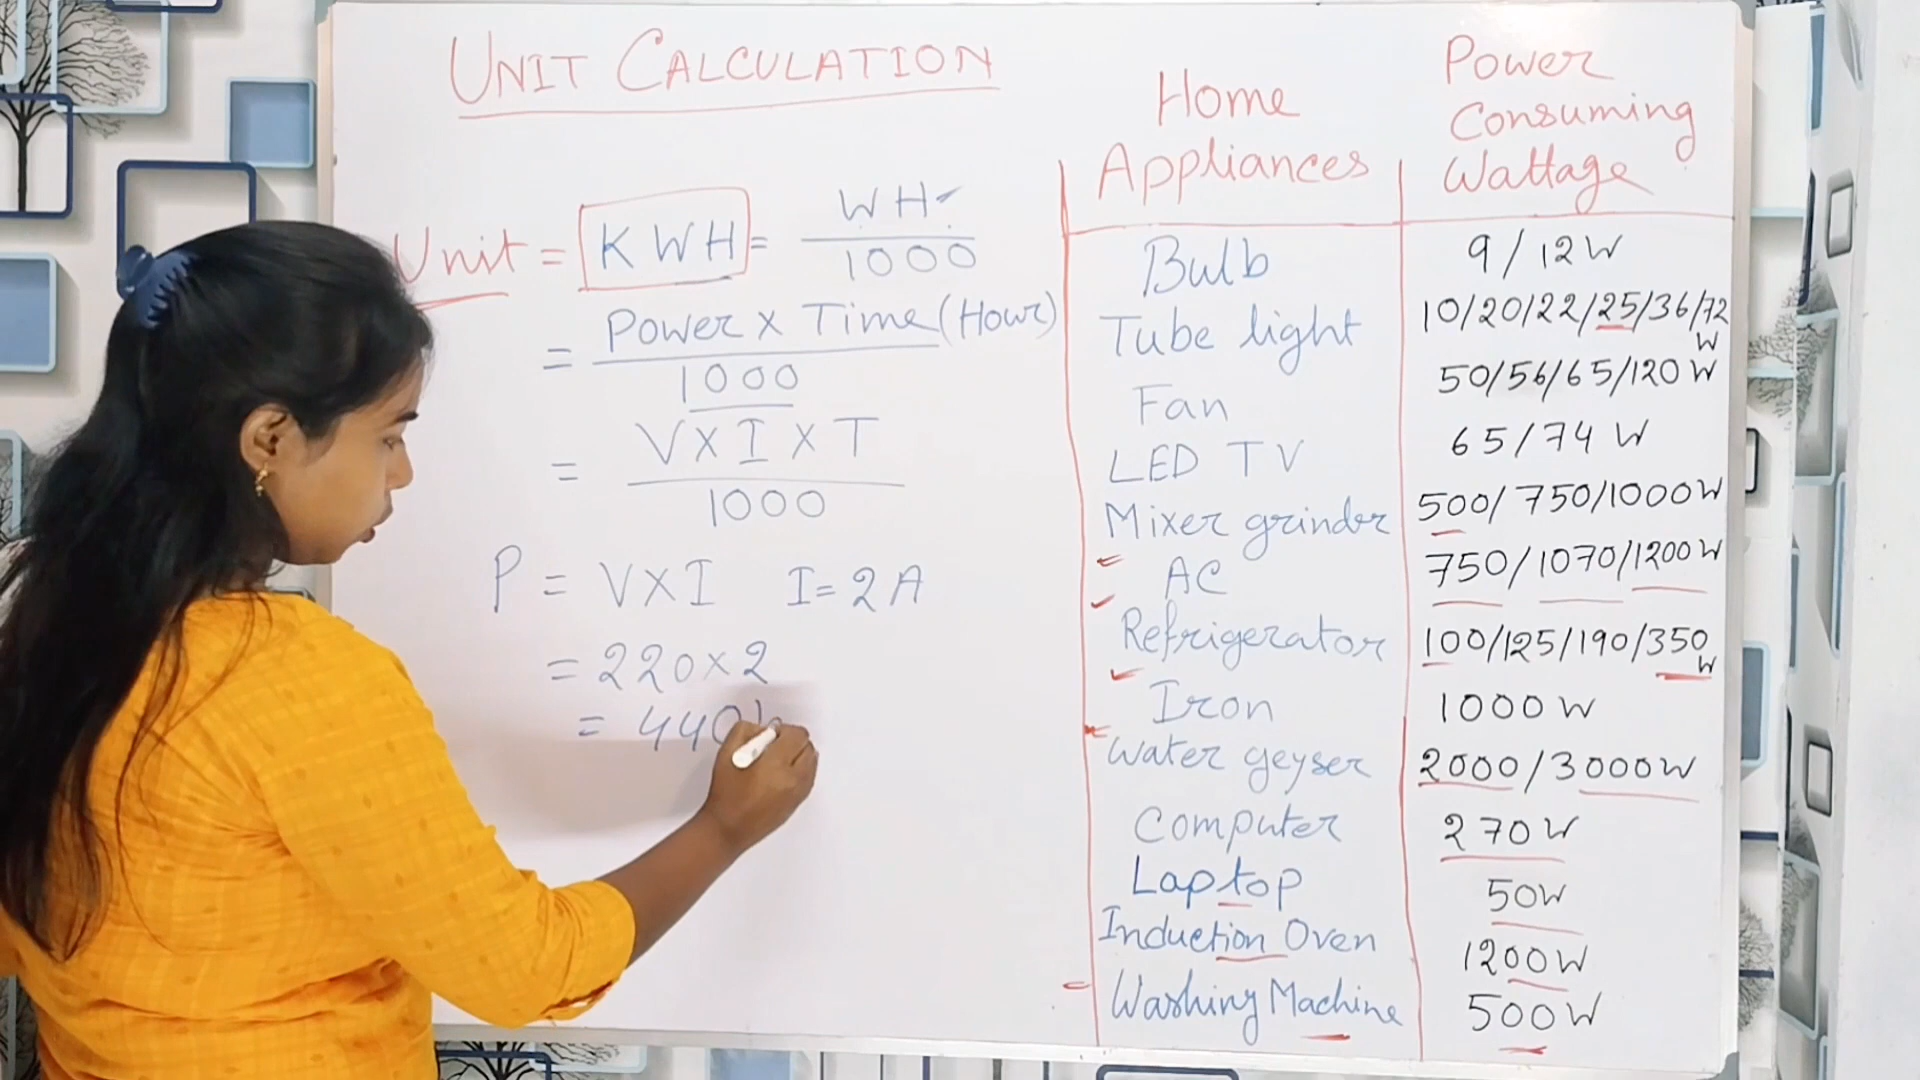 UNIT CALCULATION
Unit = KWH = WH
1000
= Power x Time (Hour)
1000
= V X I X T
1000
P = V X I I = 2 A
= 220 x 2
= 440
Home Appliances
Power Consuming Wattage
Bulb 9/12W
Tube light 10/20/22/25/36/72 W
Fan 50/56/65/120 W
LED TV 65/74 W
Mixer grinder 500/750/1000W
AC 750/1070/1200W
Refrigerator 100/125/190/350 W
Iron 1000W
Water geyser 2000/3000W
Computer 270W
Laptop 50W
Induction Oven 1200W
Washing Machine 500W